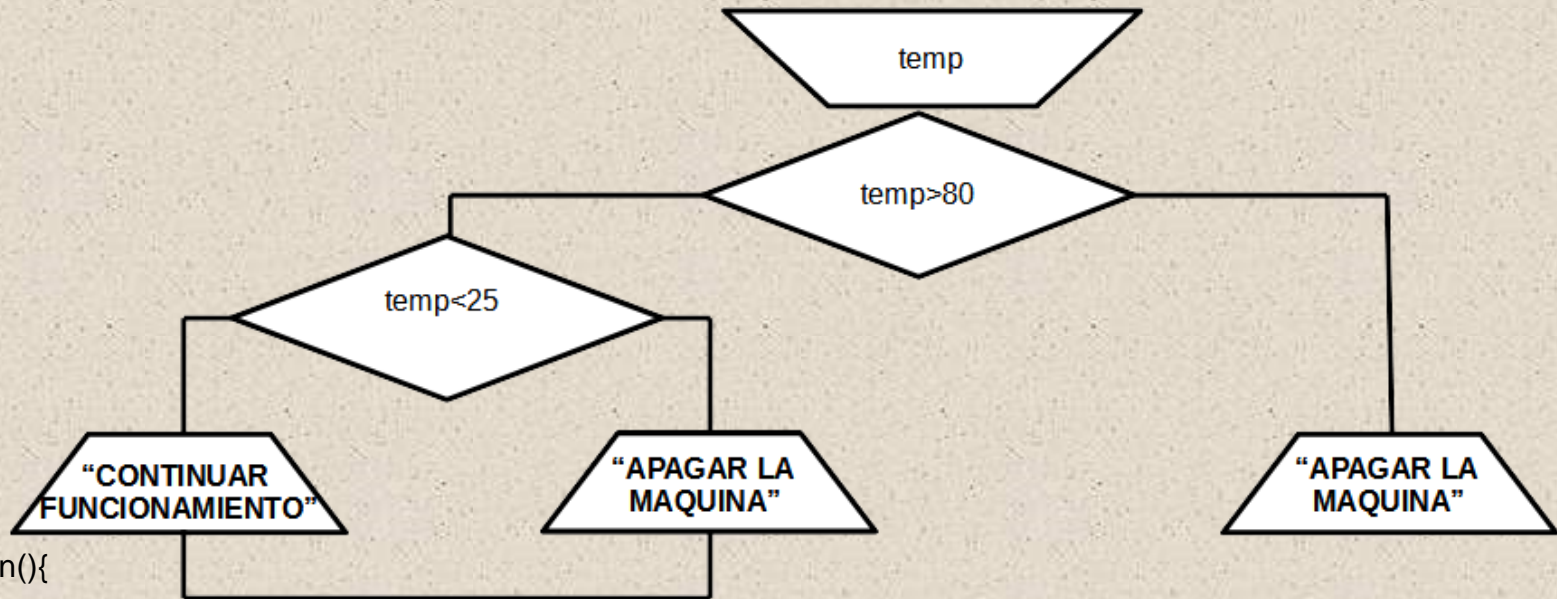 temp
temp>80
temp<25
“CONTINUAR
FUNCIONAMIENTO”
“APAGAR LA
MAQUINA”
“APAGAR LA
MAQUINA”
n(){